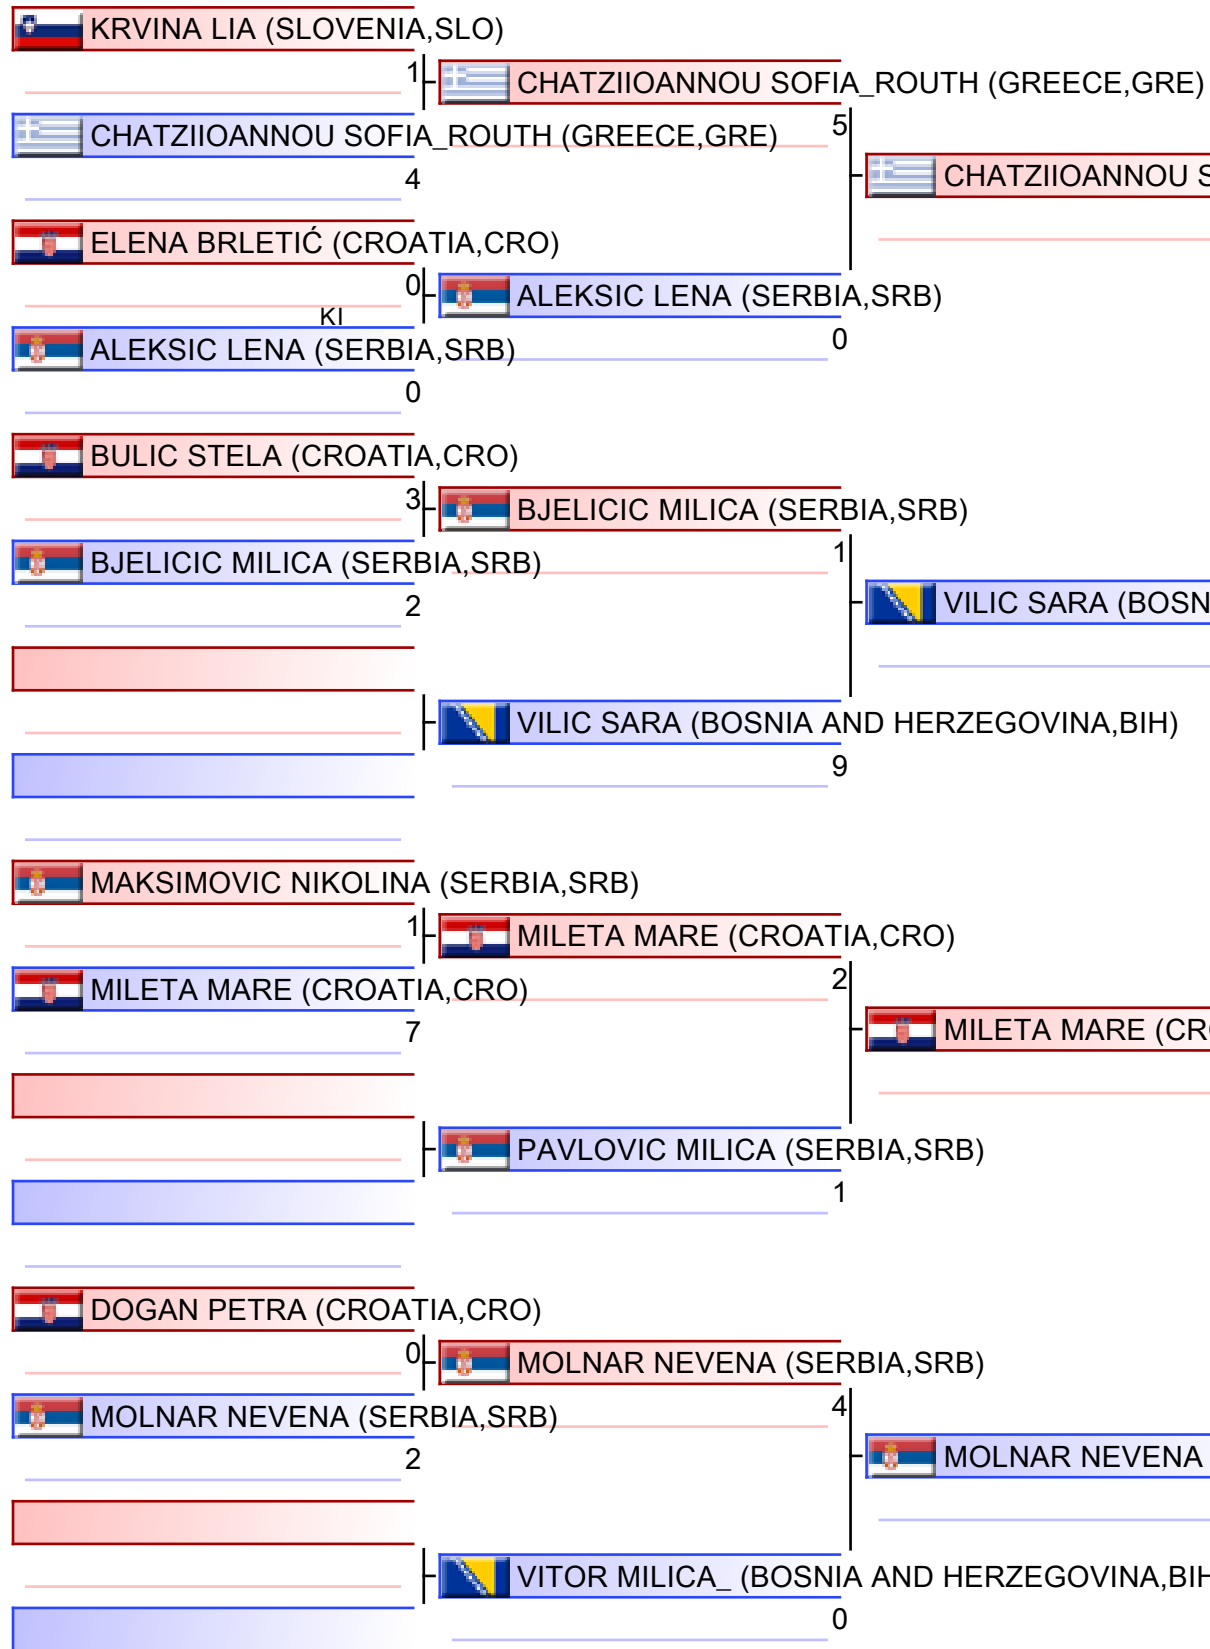 KRVINA LIA (SLOVENIA,SLO)
1
CHATZIIOANNOU SOFIA_ROUTH (GREECE,GRE)
CHATZIIOANNOU SOFIA_ROUTH (GREECE,GRE)
5
4
CHATZIIOANNOU S
ELENA BRLETIĆ (CROATIA,CRO)
0
ALEKSIC LENA (SERBIA,SRB)
KI
ALEKSIC LENA (SERBIA,SRB)
0
0
BULIC STELA (CROATIA,CRO)
3
BJELICIC MILICA (SERBIA,SRB)
BJELICIC MILICA (SERBIA,SRB)
1
2
VILIC SARA (BOSN
VILIC SARA (BOSNIA AND HERZEGOVINA,BIH)
9
MAKSIMOVIC NIKOLINA (SERBIA,SRB)
1
MILETA MARE (CROATIA,CRO)
MILETA MARE (CROATIA,CRO)
2
7
MILETA MARE (CR
PAVLOVIC MILICA (SERBIA,SRB)
1
DOGAN PETRA (CROATIA,CRO)
0
MOLNAR NEVENA (SERBIA,SRB)
MOLNAR NEVENA (SERBIA,SRB)
4
2
MOLNAR NEVENA
VITOR MILICA_ (BOSNIA AND HERZEGOVINA,BIH
0